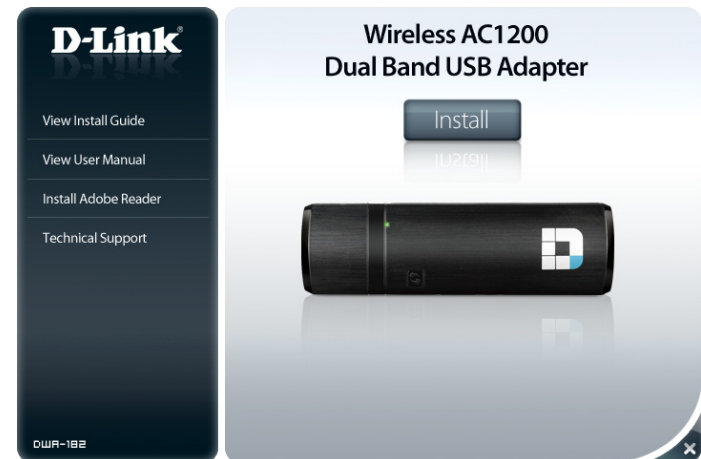 D-Link®
View Install Guide
View User Manual
Install Adobe Reader
Technical Support
DWA-182
Wireless AC1200
Dual Band USB Adapter
Install